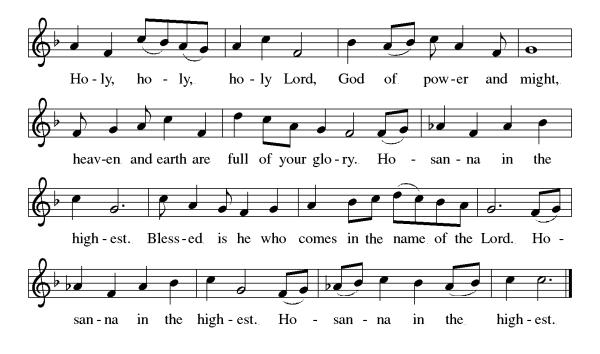 Ho - ly, ho - ly, ho - ly Lord, God of pow - er and might,
heav - en and earth are full of your glo - ry. Ho - san - na in the
high - est. Bless - ed is he who comes in the name of the Lord. Ho -
san - na in the high - est. Ho - san - na in the high - est.